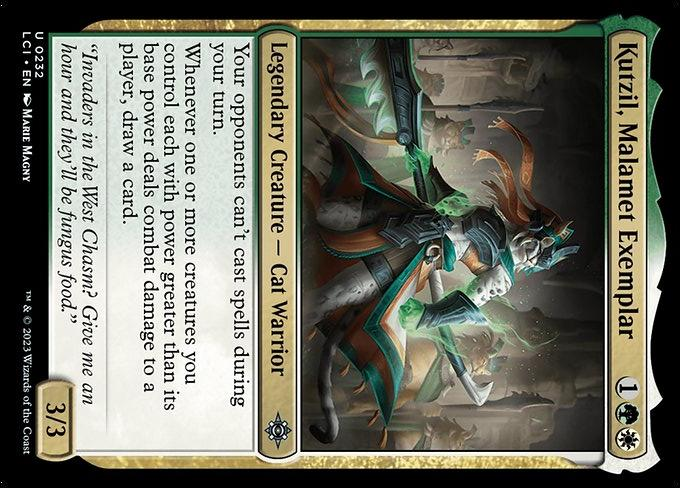 Kutzil, Malamet Exemplar
1
Legendary Creature — Cat Warrior
Your opponents can't cast spells during
your turn.
Whenever one or more creatures you
control each with power greater than its
base power deals combat damage to a
player, draw a card.
"Invaders in the West Chasm? Give me an
hour and they'll be fungus food."
3/3
U 0232
LCI • EN Marie Magny
™ & © 2023 Wizards of the Coast